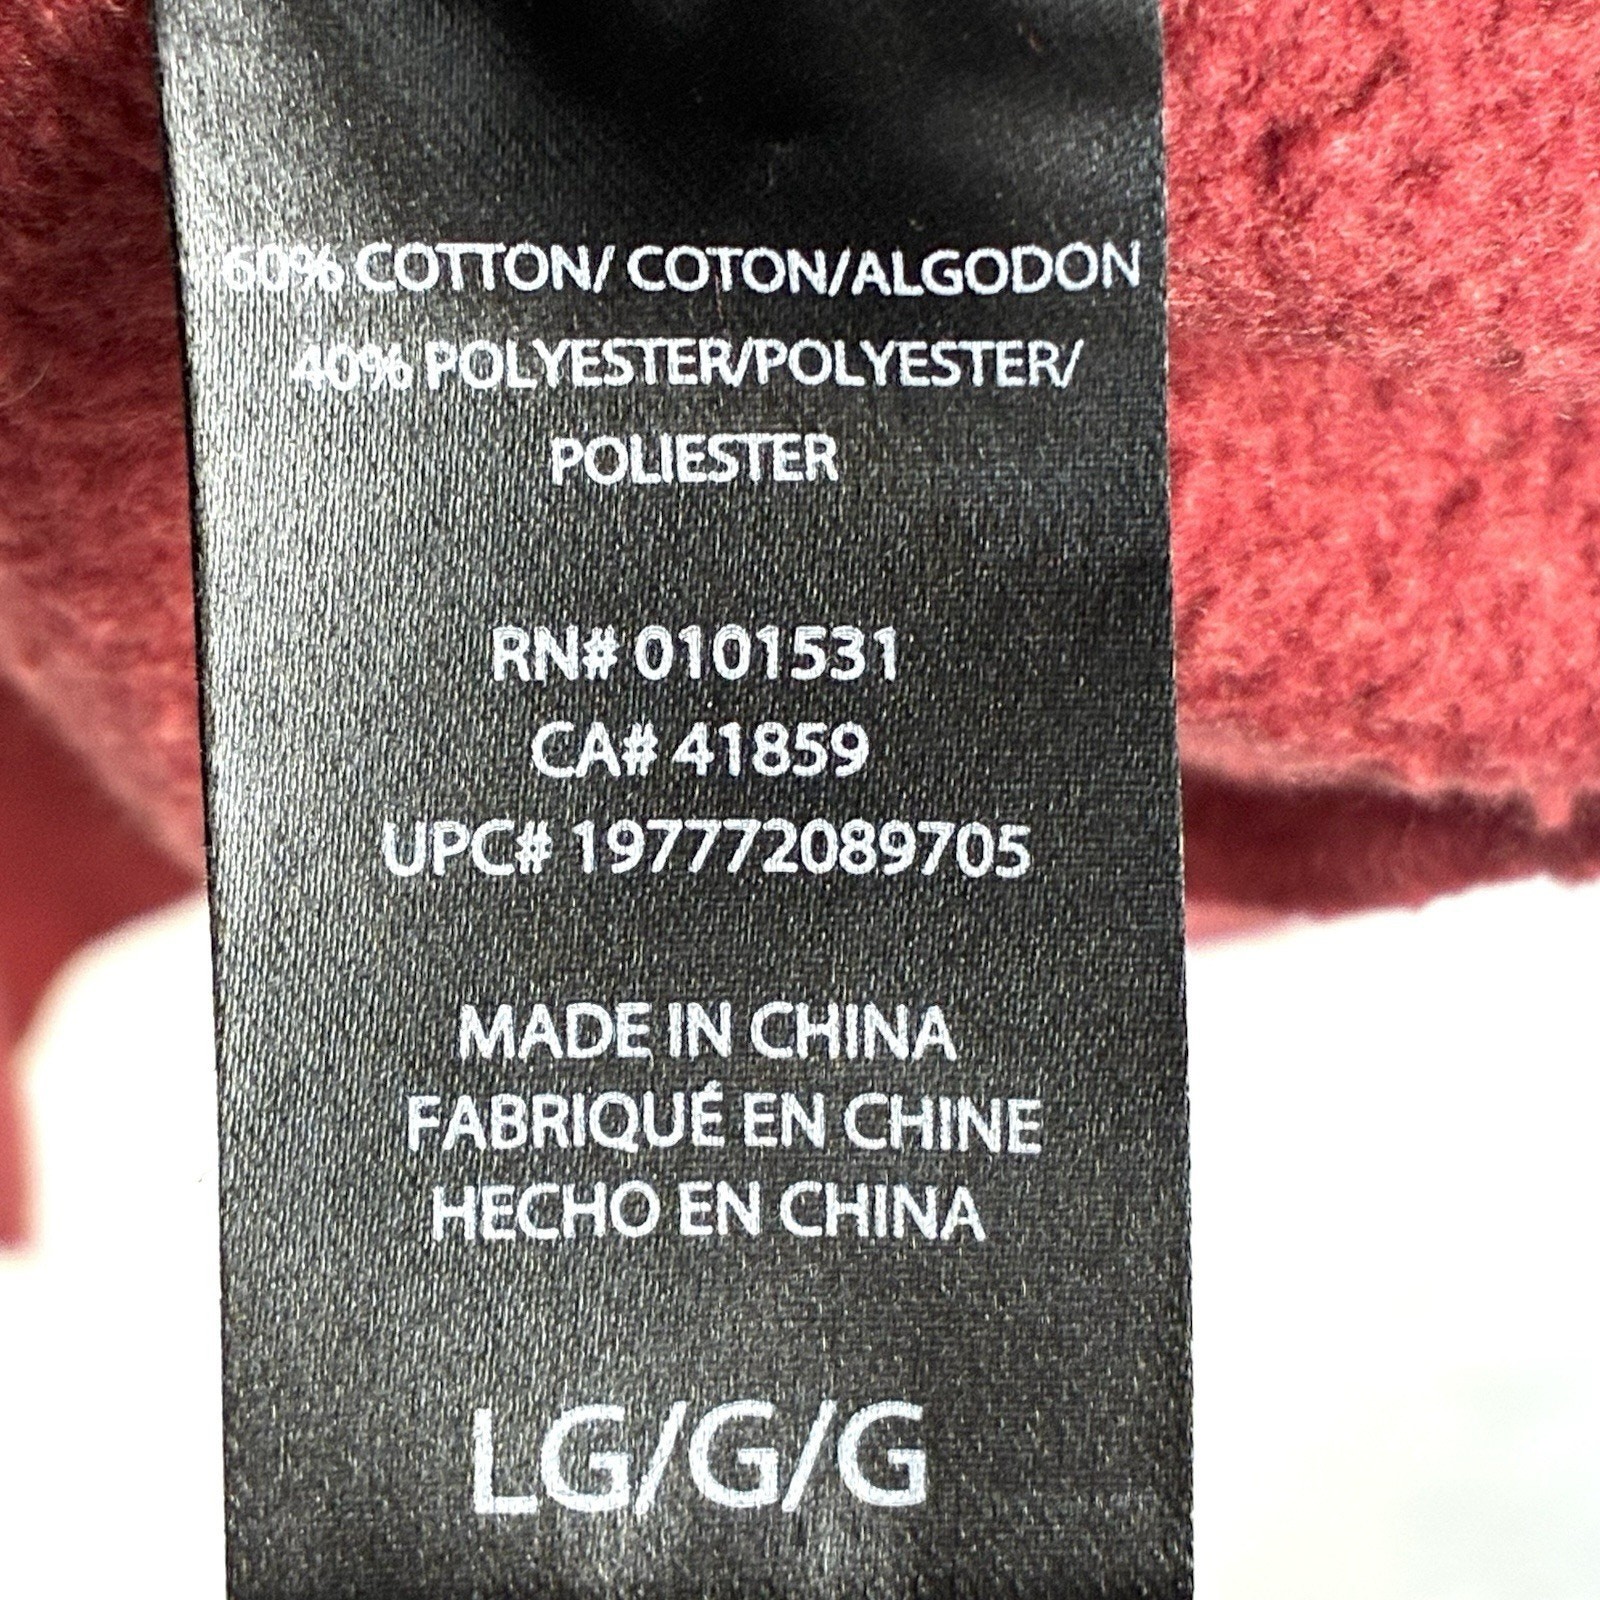 60% COTTON/ COTON/ALGODON
40% POLYESTER/POLYESTER/
POLIESTER
RN# 0101531
CA# 41859
UPC# 197772089705
MADE IN CHINA
FABRIQUÉ EN CHINE
HECHO EN CHINA
LG/G/G